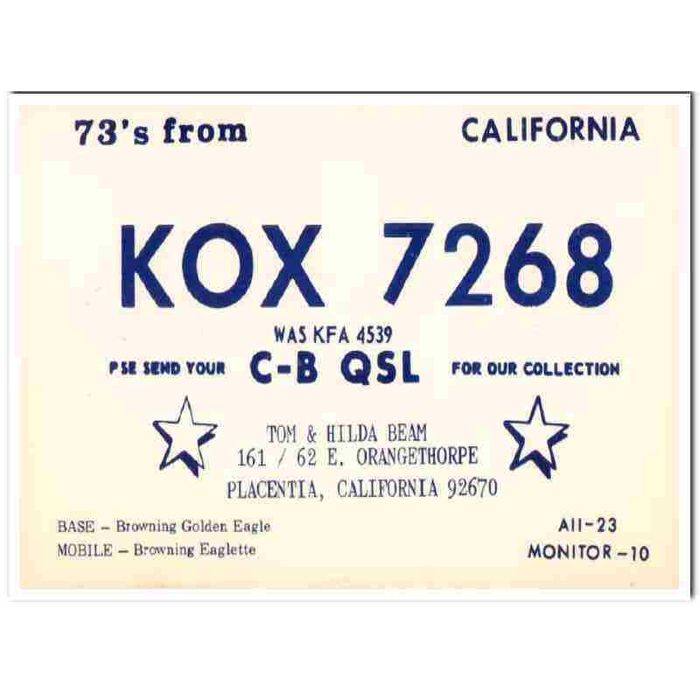 73's from CALIFORNIA
KOX 7268
WAS KFA 4539
PSE SEND YOUR C-B QSL FOR OUR COLLECTION
TOM & HILDA BEAM
161 / 62 E. ORANGETHORPE
PLACENTIA, CALIFORNIA 92670
BASE – Browning Golden Eagle All-23
MOBILE – Browning Eaglette MONITOR-10